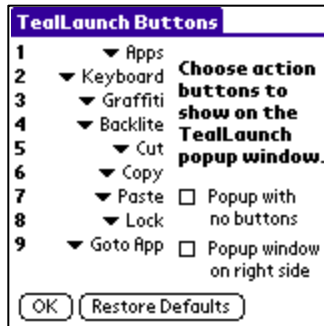 TealLaunch Buttons
1 Apps
2 Keyboard
3 Graffiti
4 Backlite
5 Cut
6 Copy
7 Paste
8 Lock
9 Goto App
Choose action
buttons to
show on the
TealLaunch
popup window.
Popup with
no buttons
Popup window
on right side
OK Restore Defaults